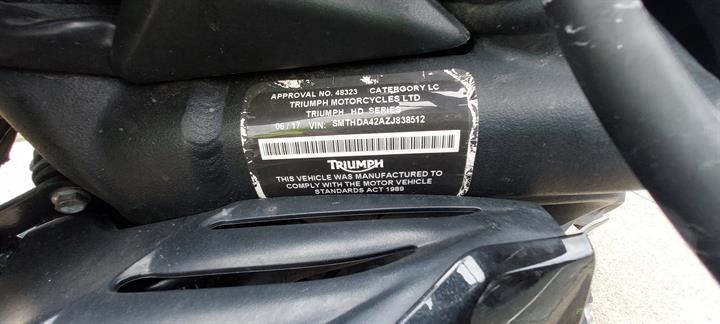 APPROVAL NO. 48323 CATERGORY LC
TRIUMPH MOTORCYCLES LTD
TRIUMPH HD SERIES
06 / 17 VIN: SMTHDA42AZJ838512
TRIUMPH
THIS VEHICLE WAS MANUFACTURED TO
COMPLY WITH THE MOTOR VEHICLE
STANDARDS ACT 1989